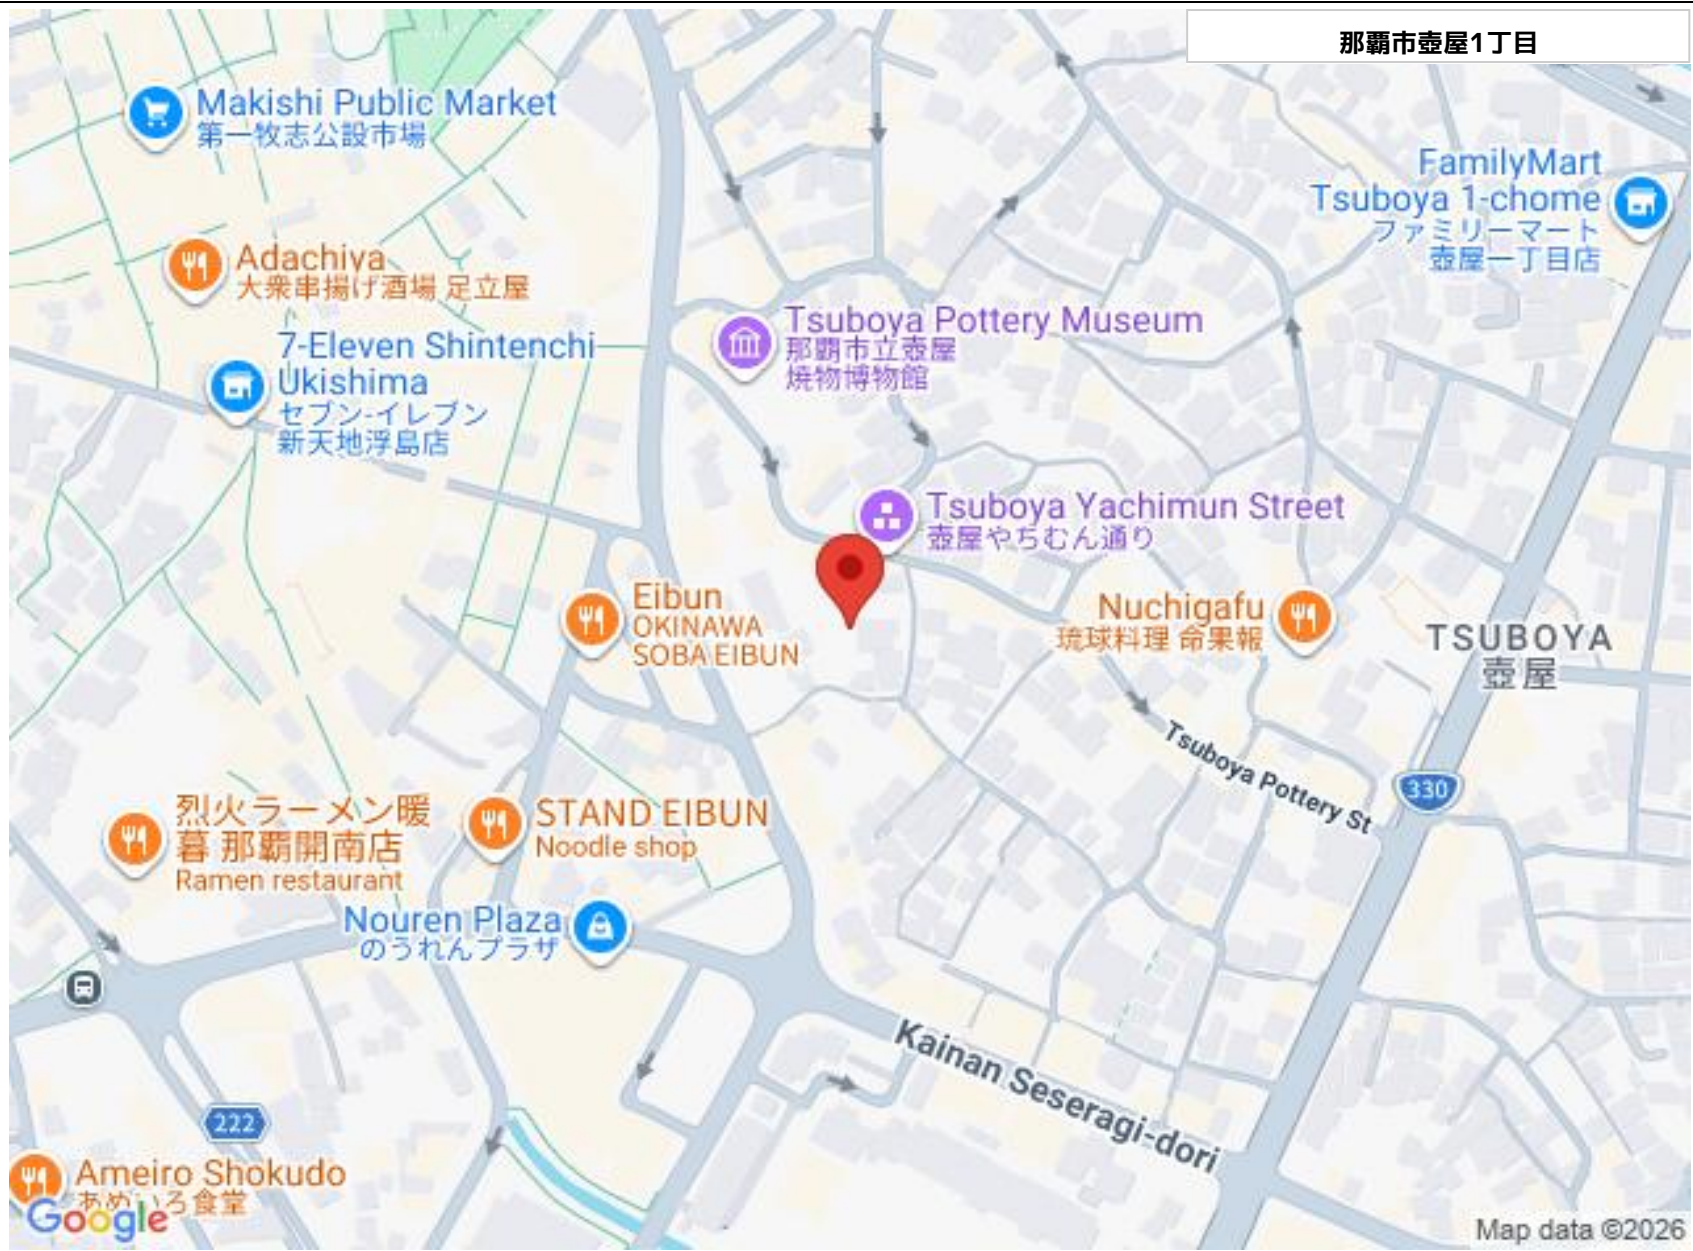 那覇市壺屋1丁目
Makishi Public Market
第一牧志公設市場
FamilyMart
Tsuboya 1-chome
ファミリーマート
壺屋一丁目店
Adachiya
大衆串揚げ酒場 足立屋
Tsuboya Pottery Museum
那覇市立壺屋
焼物博物館
7-Eleven Shintenchi
Ukishima
セブン-イレブン
新天地浮島店
Tsuboya Yachimun Street
壺屋やちむん通り
Eibun
OKINAWA
SOBA EIBUN
Nuchigafu
琉球料理 命果報
TSUBOYA
壺屋
Tsuboya Pottery St
330
烈火ラーメン暖
暮 那覇開南店
Ramen restaurant
STAND EIBUN
Noodle shop
Nouren Plaza
のうれんプラザ
Kainan Seseragi-dori
222
Ameiro Shokudo
あめいろ食堂
Google
Map data ©2026